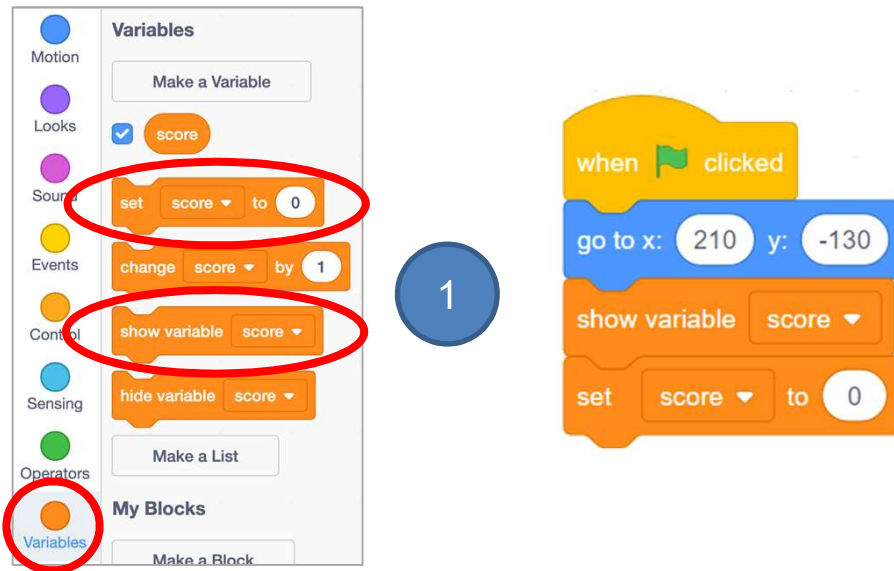 Motion
Looks
Sound
Events
Control
Sensing
Operators
Variables
Variables
Make a Variable
score
set score to 0
change score by 1
show variable score
hide variable score
Make a List
My Blocks
Make a Block
1
when clicked
go to x: 210 y: -130
show variable score
set score to 0